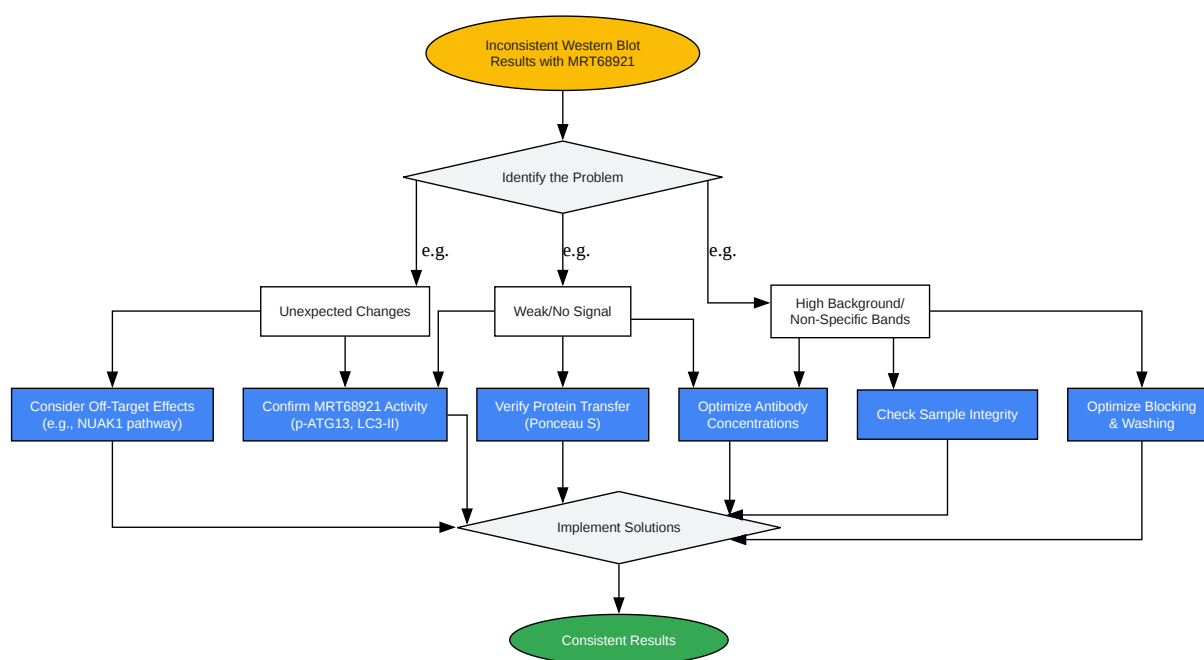 Inconsistent Western Blot
Results with MRT68921
Identify the Problem
e.g.
e.g.
e.g.
Unexpected Changes
Weak/No Signal
High Background/
Non-Specific Bands
Consider Off-Target Effects
(e.g., NUAK1 pathway)
Confirm MRT68921 Activity
(p-ATG13, LC3-II)
Verify Protein Transfer
(Ponceau S)
Optimize Antibody
Concentrations
Check Sample Integrity
Optimize Blocking
& Washing
Implement Solutions
Consistent Results